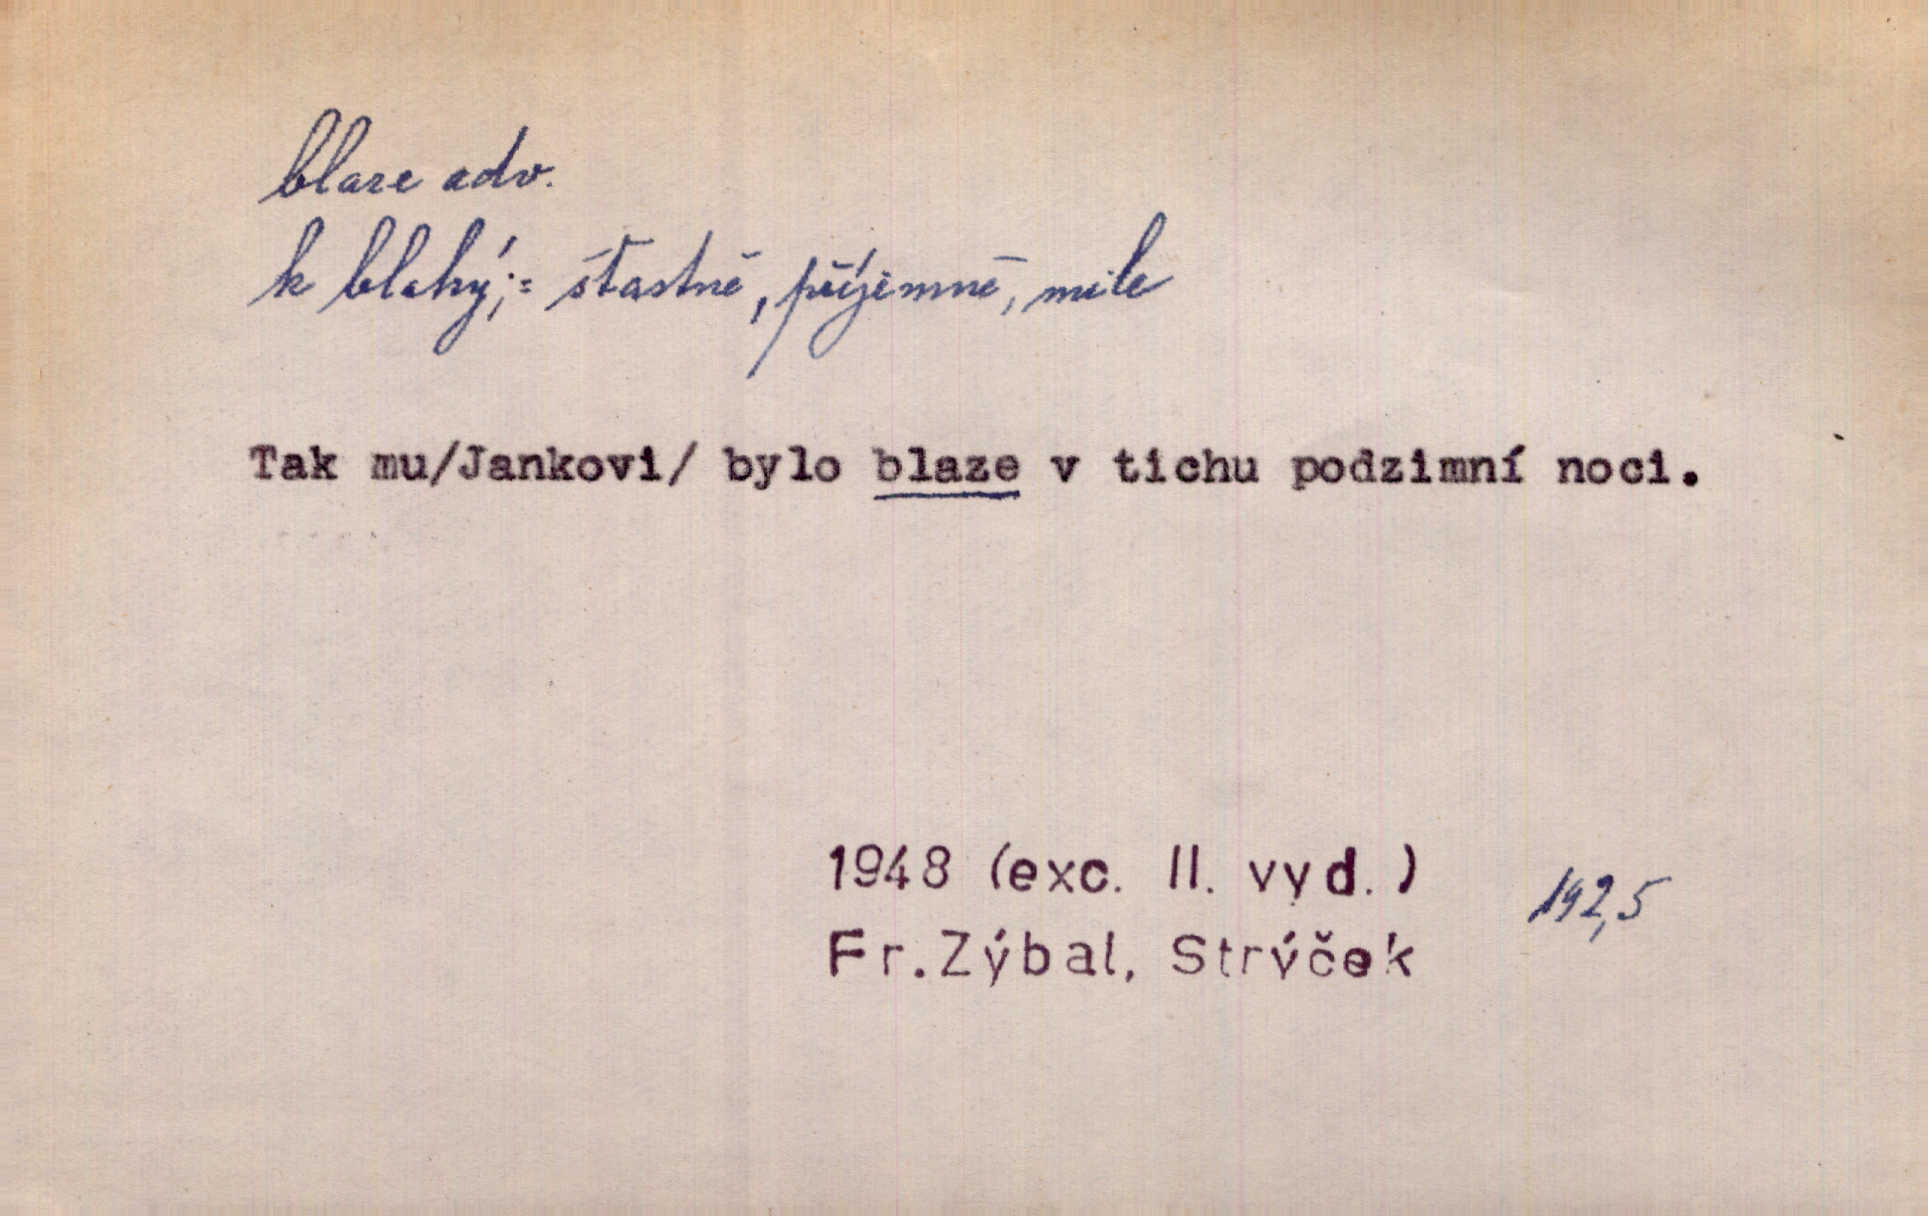 blaze adv.
k blahý; = šťastně, příjemně, mile
Tak mu/Jankovi/ bylo blaze v tichu podzimní noci.
1948 (exc. II. vyd.)
192,5
Fr. Zýbal, Strýček